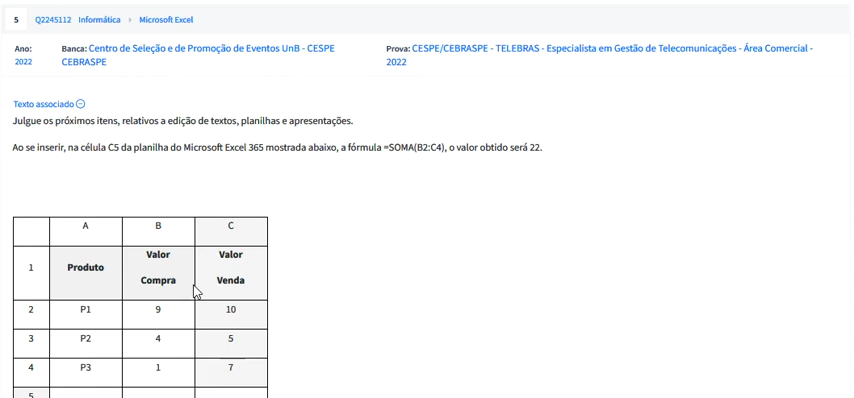 5 Q2245112 Informática › Microsoft Excel
Ano: Banca: Centro de Seleção e de Promoção de Eventos UnB - CESPE Prova: CESPE/CEBRASPE - TELEBRAS - Especialista em Gestão de Telecomunicações - Área Comercial -
2022 CEBRASPE 2022
Texto associado
Julgue os próximos itens, relativos a edição de textos, planilhas e apresentações.
Ao se inserir, na célula C5 da planilha do Microsoft Excel 365 mostrada abaixo, a fórmula =SOMA(B2:C4), o valor obtido será 22.
A B C
Valor Valor
1 Produto
Compra Venda
2 P1 9 10
3 P2 4 5
4 P3 1 7
5